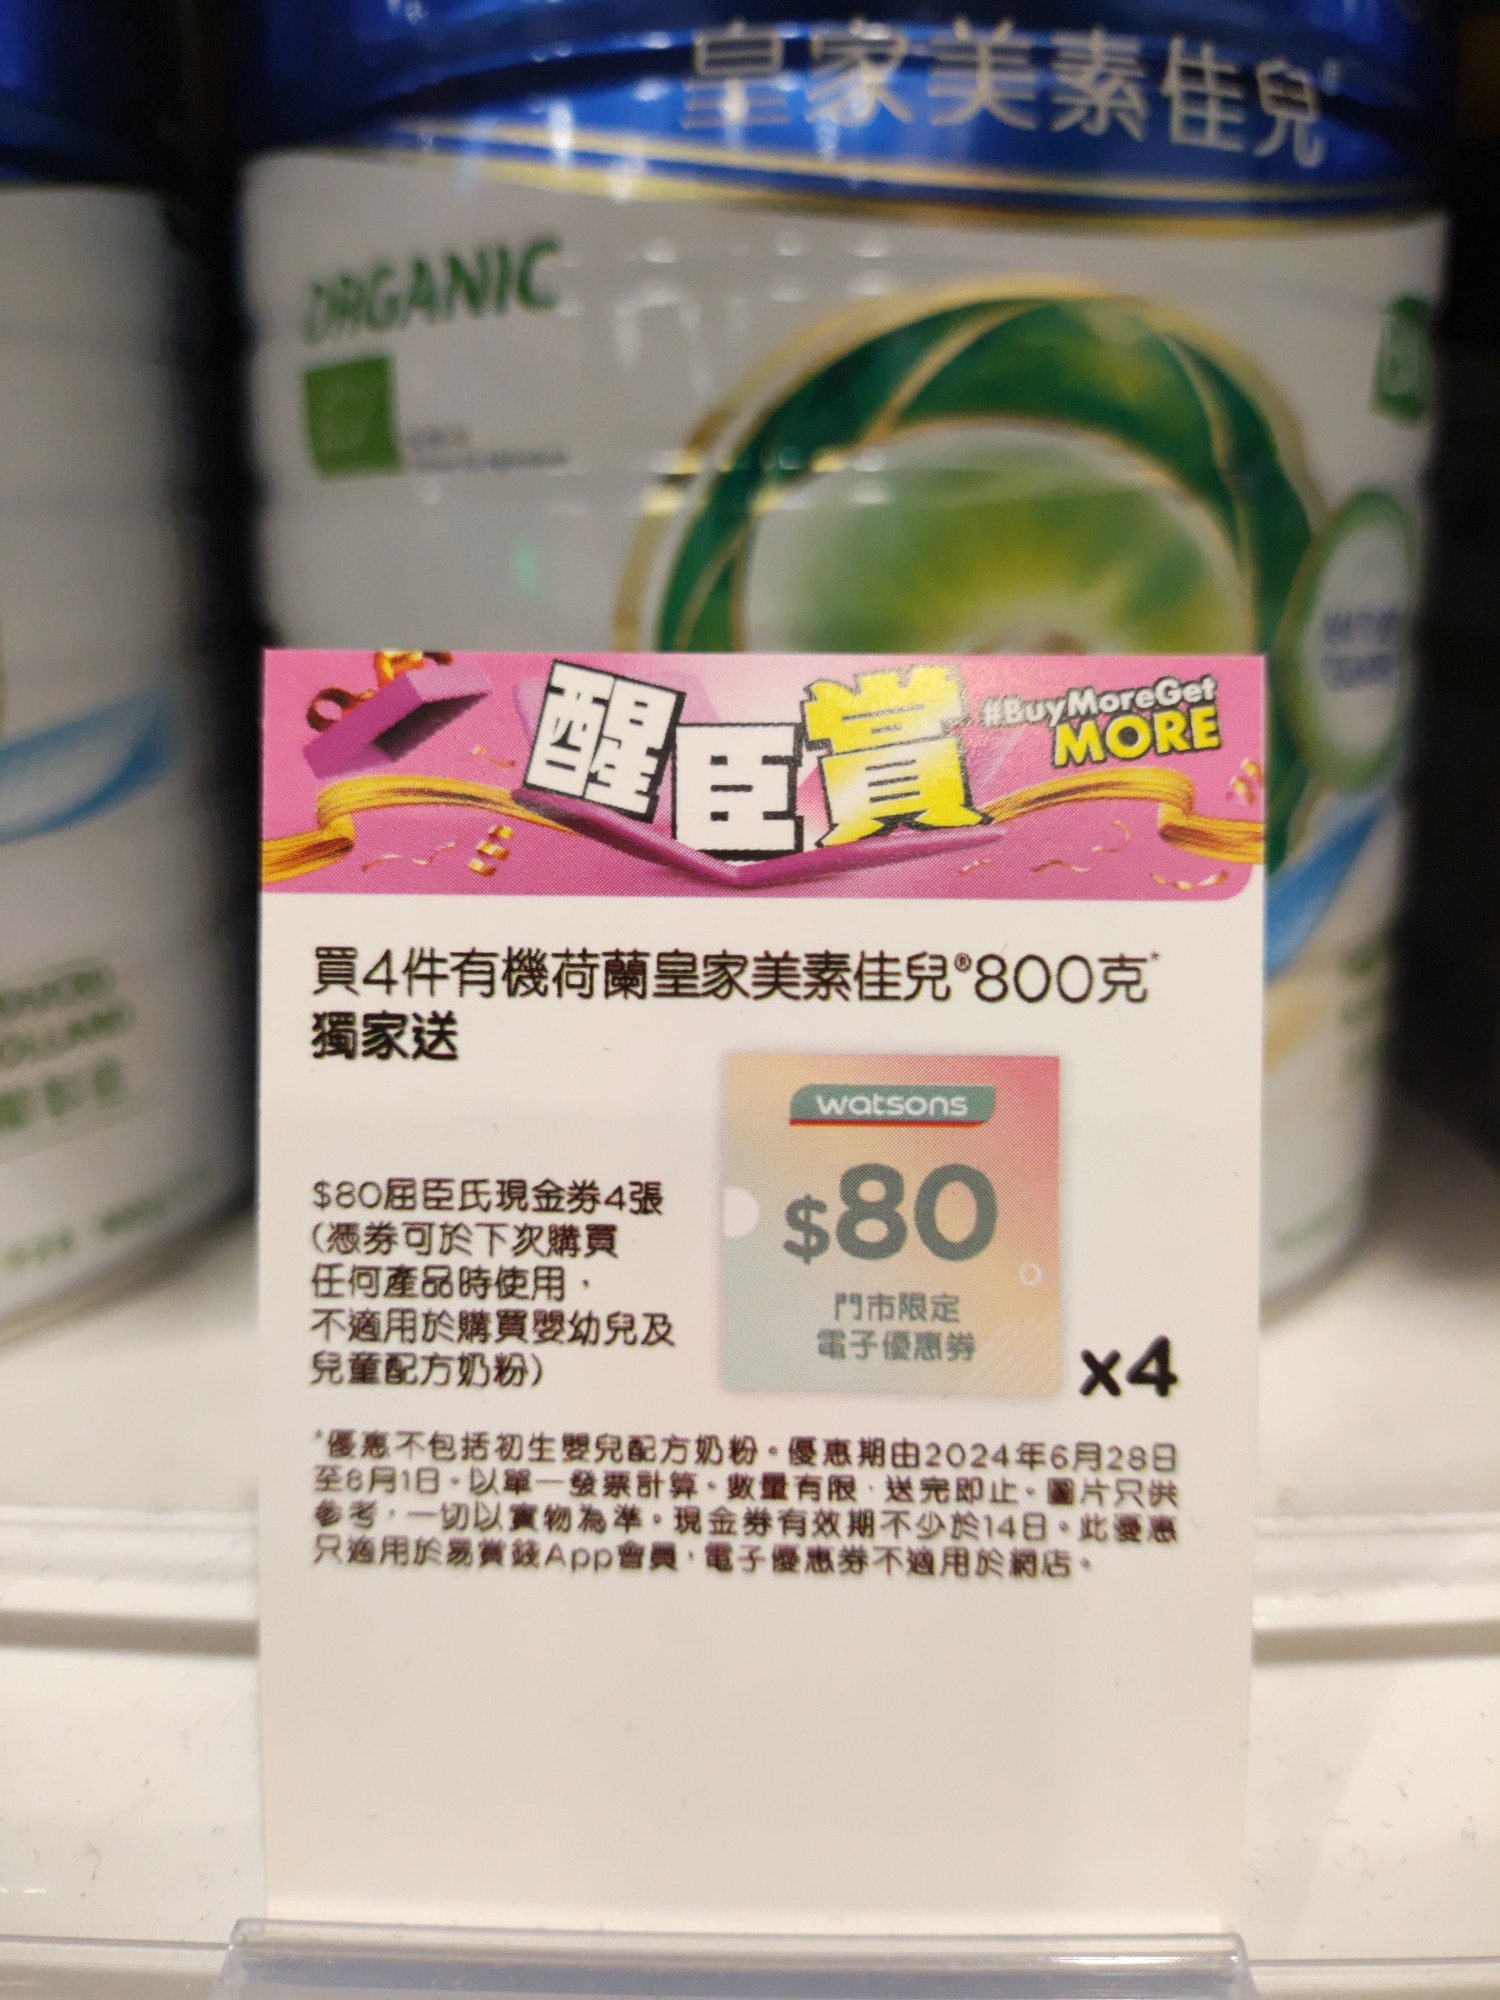 皇家美素佳兒
ORGANIC
醒臣賞
#BuyMoreGet
MORE
買4件有機荷蘭皇家美素佳兒®800克*
獨家送
watsons
$80
門市限定
電子優惠券
x4
$80屈臣氏現金券4張
(憑券可於下次購買
任何產品時使用，
不適用於購買嬰幼兒及
兒童配方奶粉)
*優惠不包括初生嬰兒配方奶粉。優惠期由2024年6月28日
至8月1日。以單一發票計算。數量有限，送完即止。圖片只供
參考，一切以實物為準。現金券有效期不少於14日。此優惠
只適用於易賞錢App會員，電子優惠券不適用於網店。